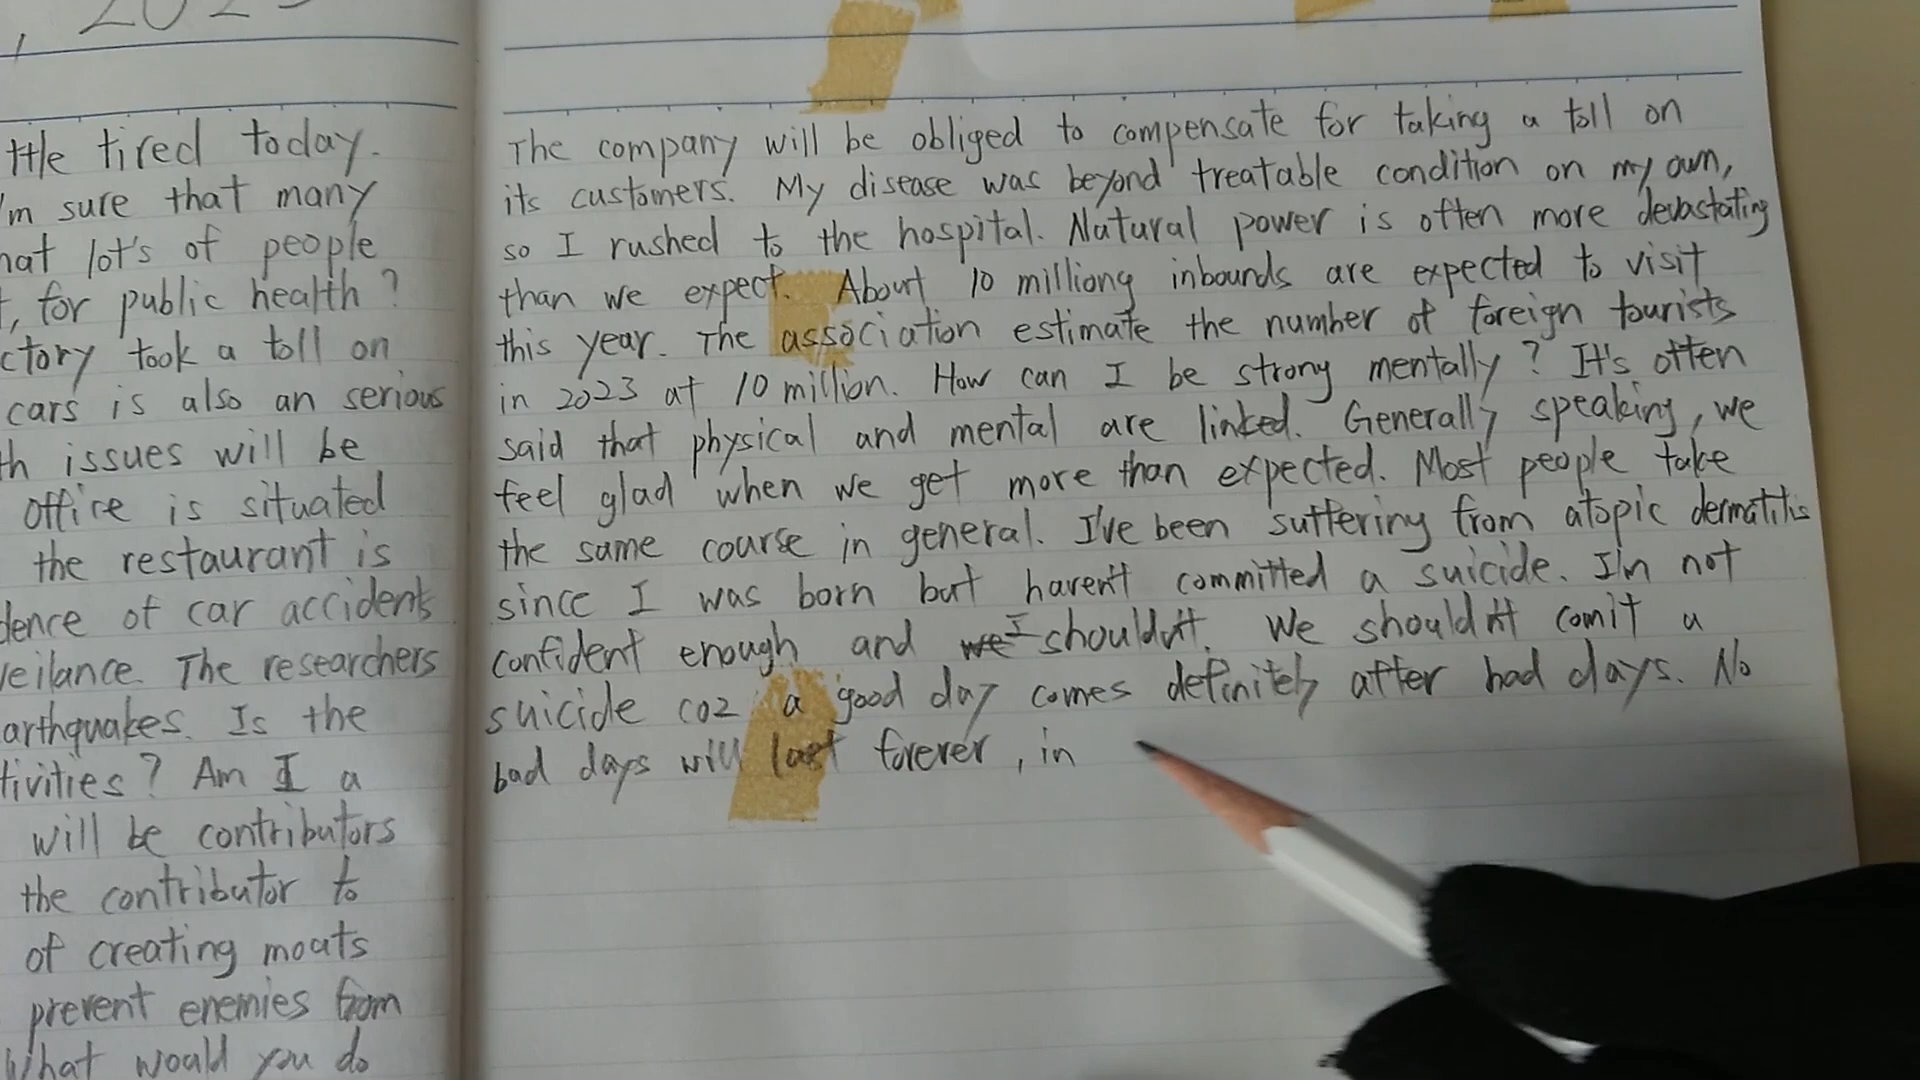 , 2023
ttle tired today.
I'm sure that many
hat lot's of people
t, for public health?
ctory took a toll on
cars is also an serious
th issues will be
office is situated
the restaurant is
dence of car accidents
veilance. The researchers
arthquakes. Is the
tivities? Am I a
will be contributors
the contributor to
of creating moats
prevent enemies from
What would you do
The company will be obliged to compensate for taking a toll on
its customers. My disease was beyond treatable condition on my own,
so I rushed to the hospital. Natural power is often more devastating
than we expect. About 10 milliong inbounds are expected to visit
this year. The association estimate the number of foreign tourists
in 2023 at 10 million. How can I be strong mentally? It's often
said that physical and mental are linked. Generally speaking, we
feel glad when we get more than expected. Most people take
the same course in general. I've been suffering from atopic dermatitis
since I was born but haven't committed a suicide. I'm not
confident enough and we I shouldn't. We shouldn't comit a
suicide coz a good day comes definitely after bad days. No
bad days will last forever, in